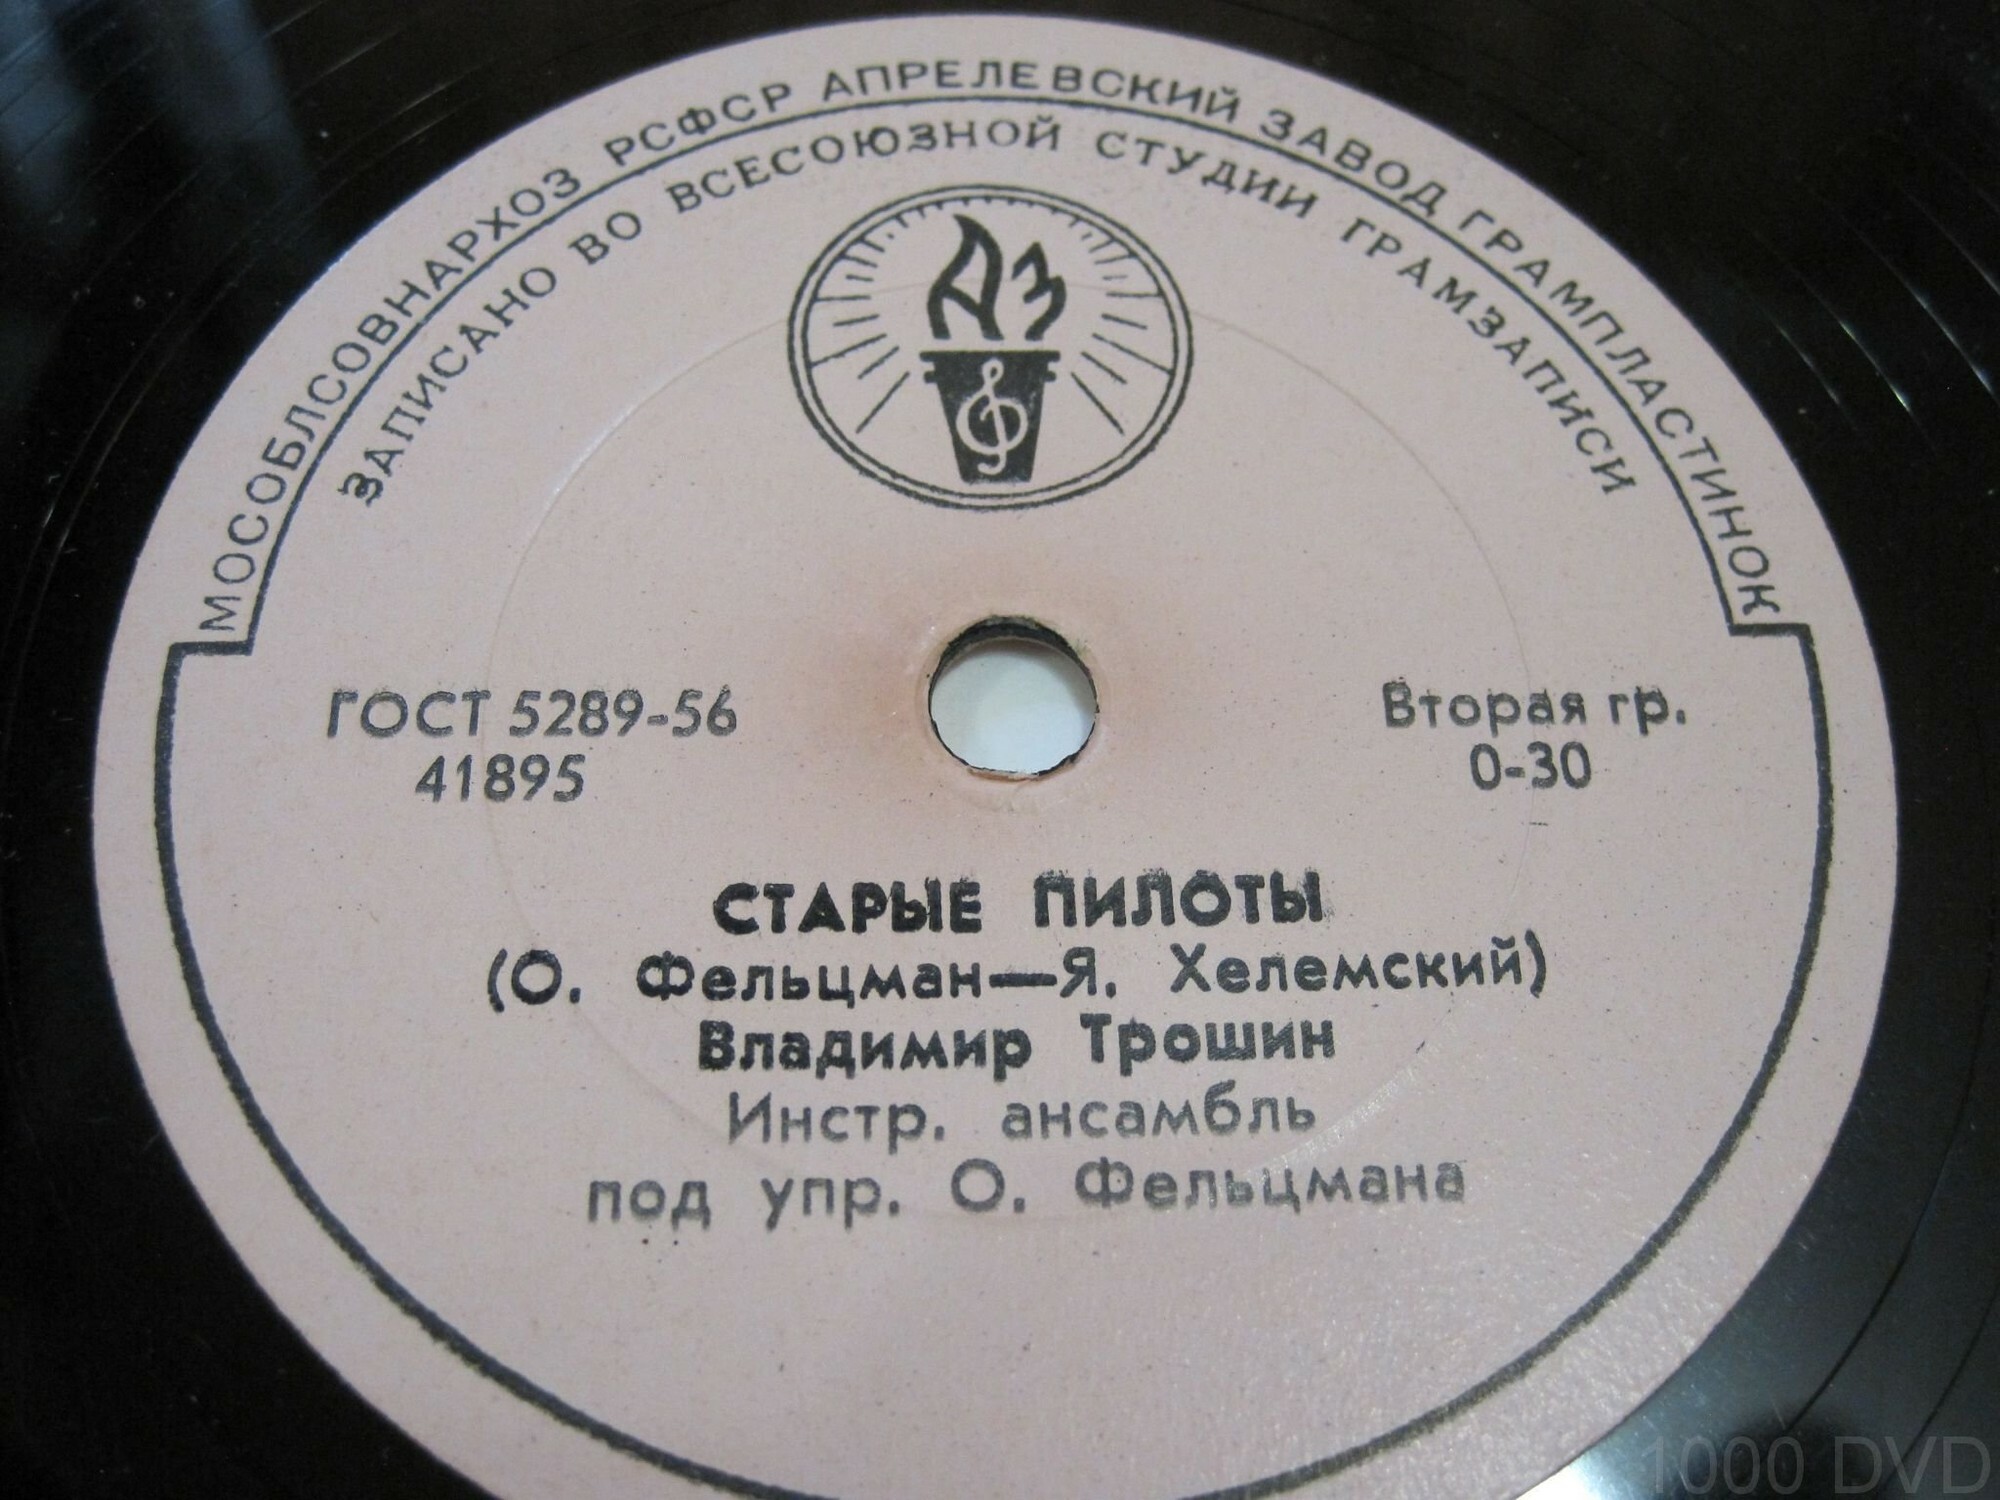 МОСОБЛСОВНАРХОЗ РСФСР АПРЕЛЕВСКИЙ ЗАВОД ГРАМПЛАСТИНОК
ЗАПИСАНО ВО ВСЕСОЮЗНОЙ СТУДИИ ГРАМЗАПИСИ
АЗ
ГОСТ 5289-56
41895
Вторая гр.
0-30
СТАРЫЕ ПИЛОТЫ
(О. Фельцман—Я. Хелемский)
Владимир Трошин
Инстр. ансамбль
под упр. О. Фельцмана
1000 DVD